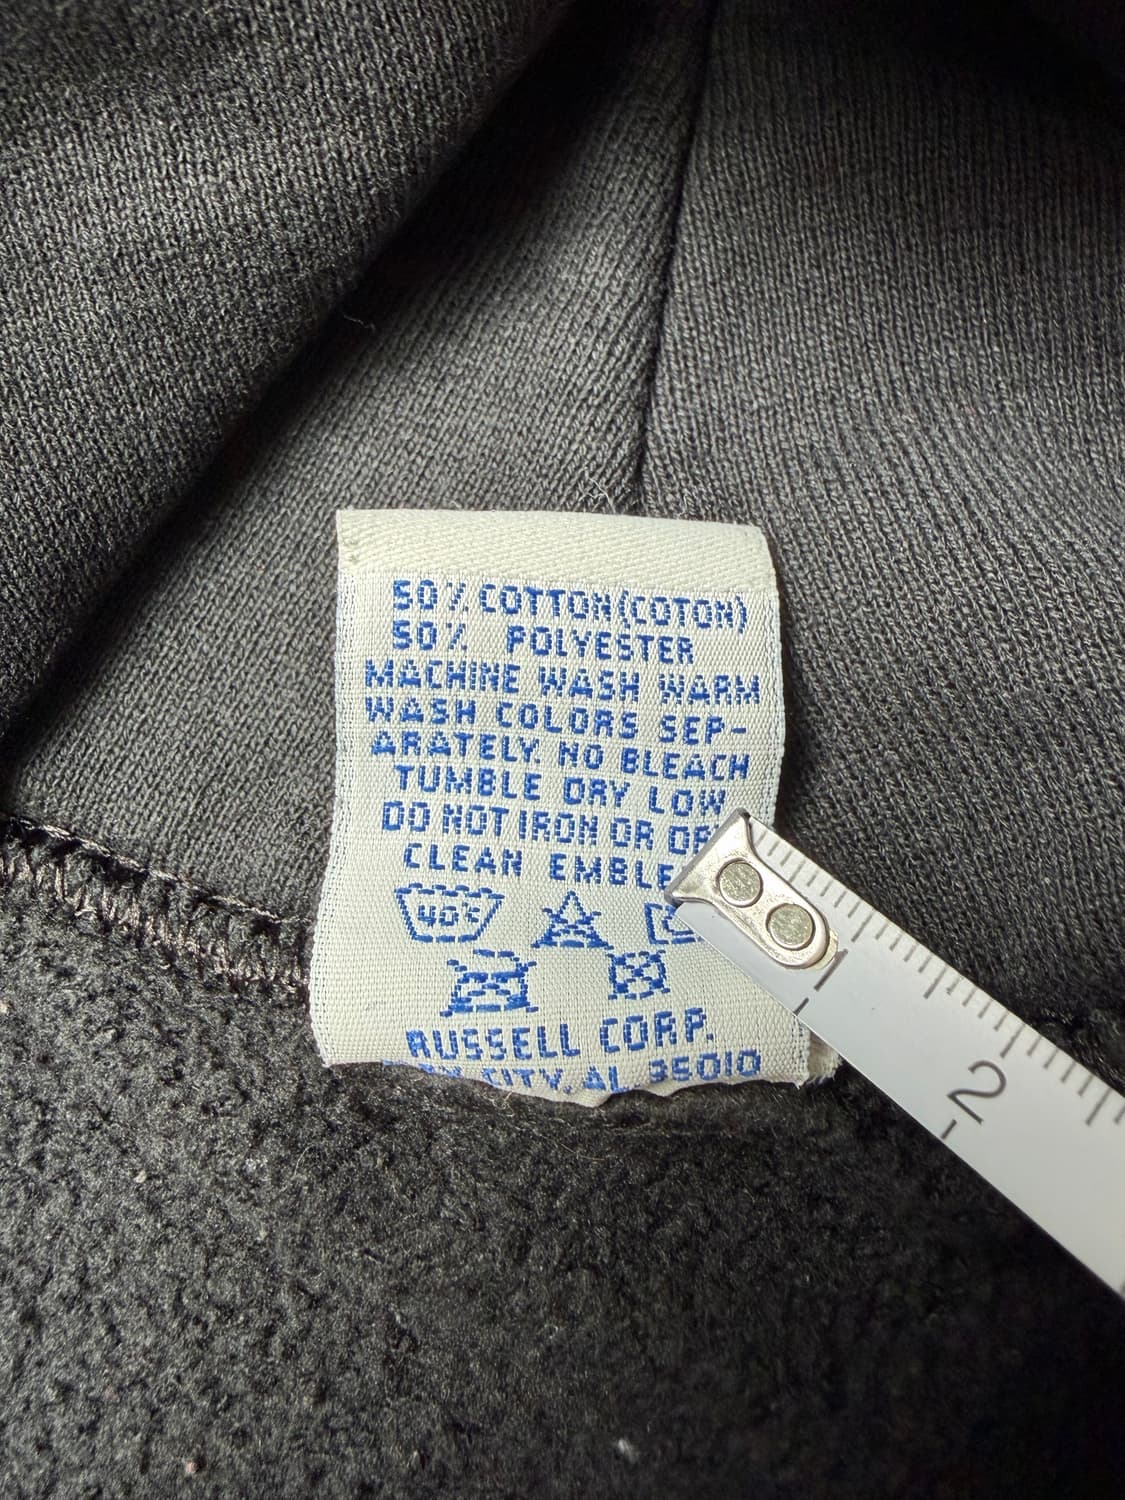 50% COTTON(COTON)
50% POLYESTER
MACHINE WASH WARM
WASH COLORS SEP-
ARATELY. NO BLEACH
TUMBLE DRY LOW
DO NOT IRON OR
CLEAN
40°c
RUSSELL CORP.
CITY, AL 35010
2